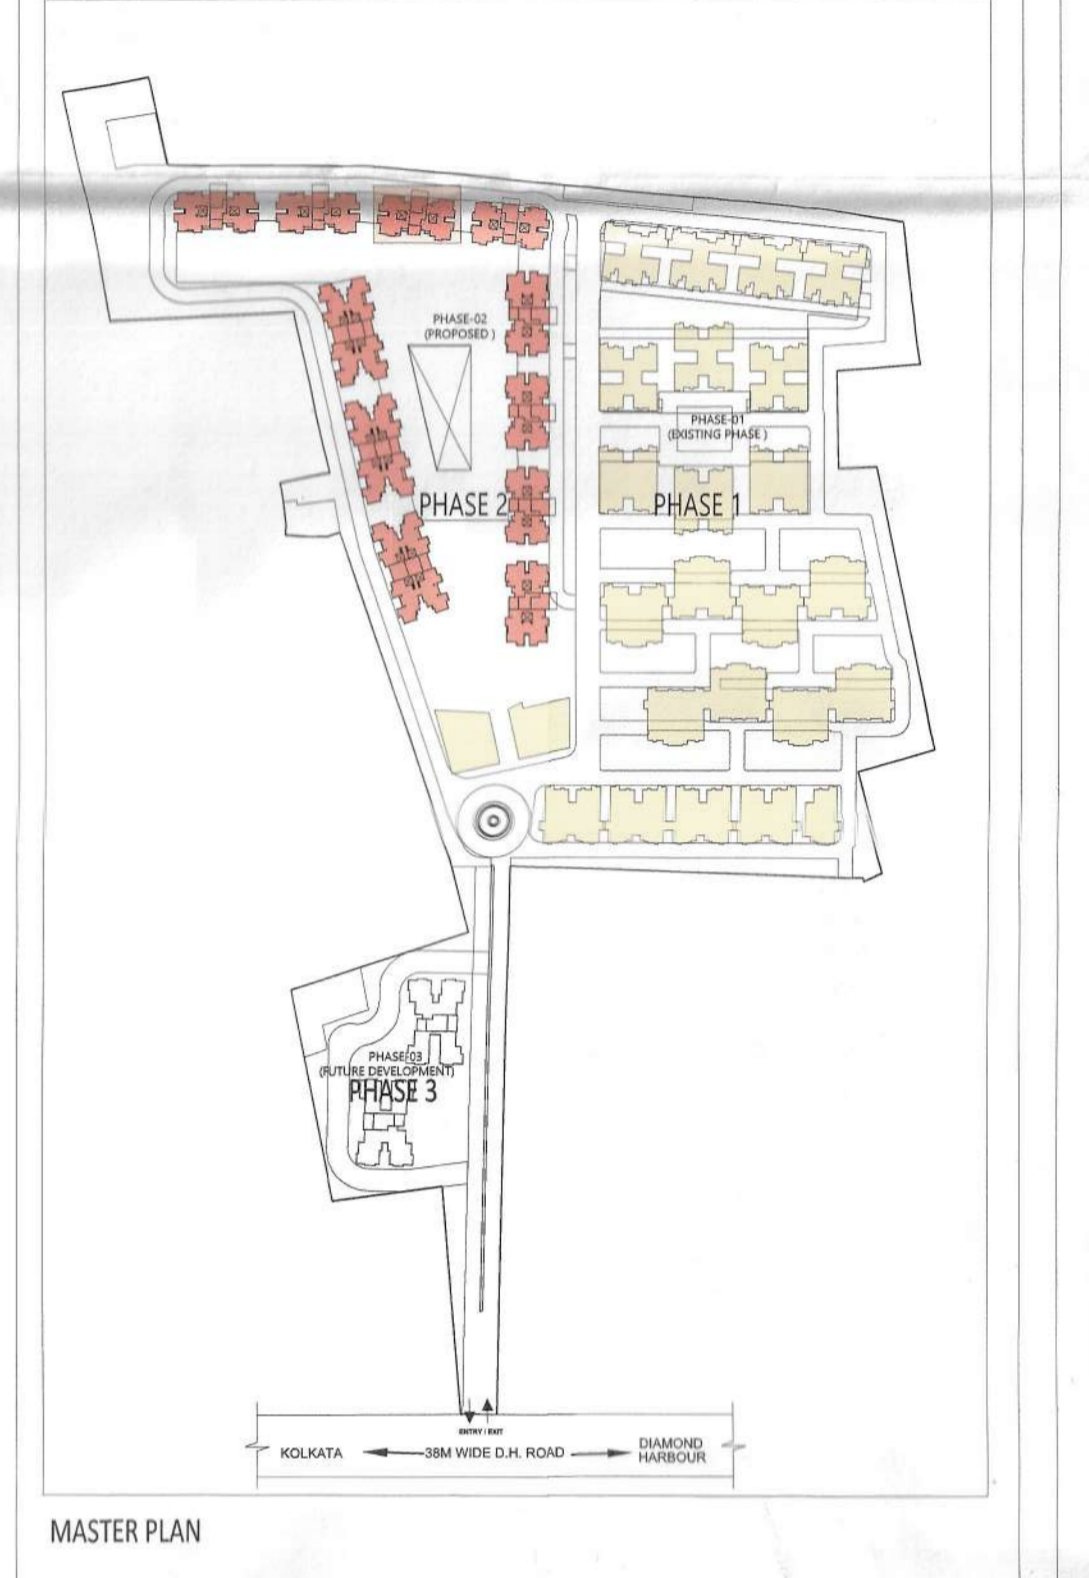 PHASE-02
(PROPOSED )
PHASE 2
PHASE-01
(EXISTING PHASE )
PHASE 1
PHASE-03
(FUTURE DEVELOPMENT)
PHASE 3
ENTRY / EXIT
KOLKATA
38M WIDE D.H. ROAD
DIAMOND
HARBOUR
MASTER PLAN